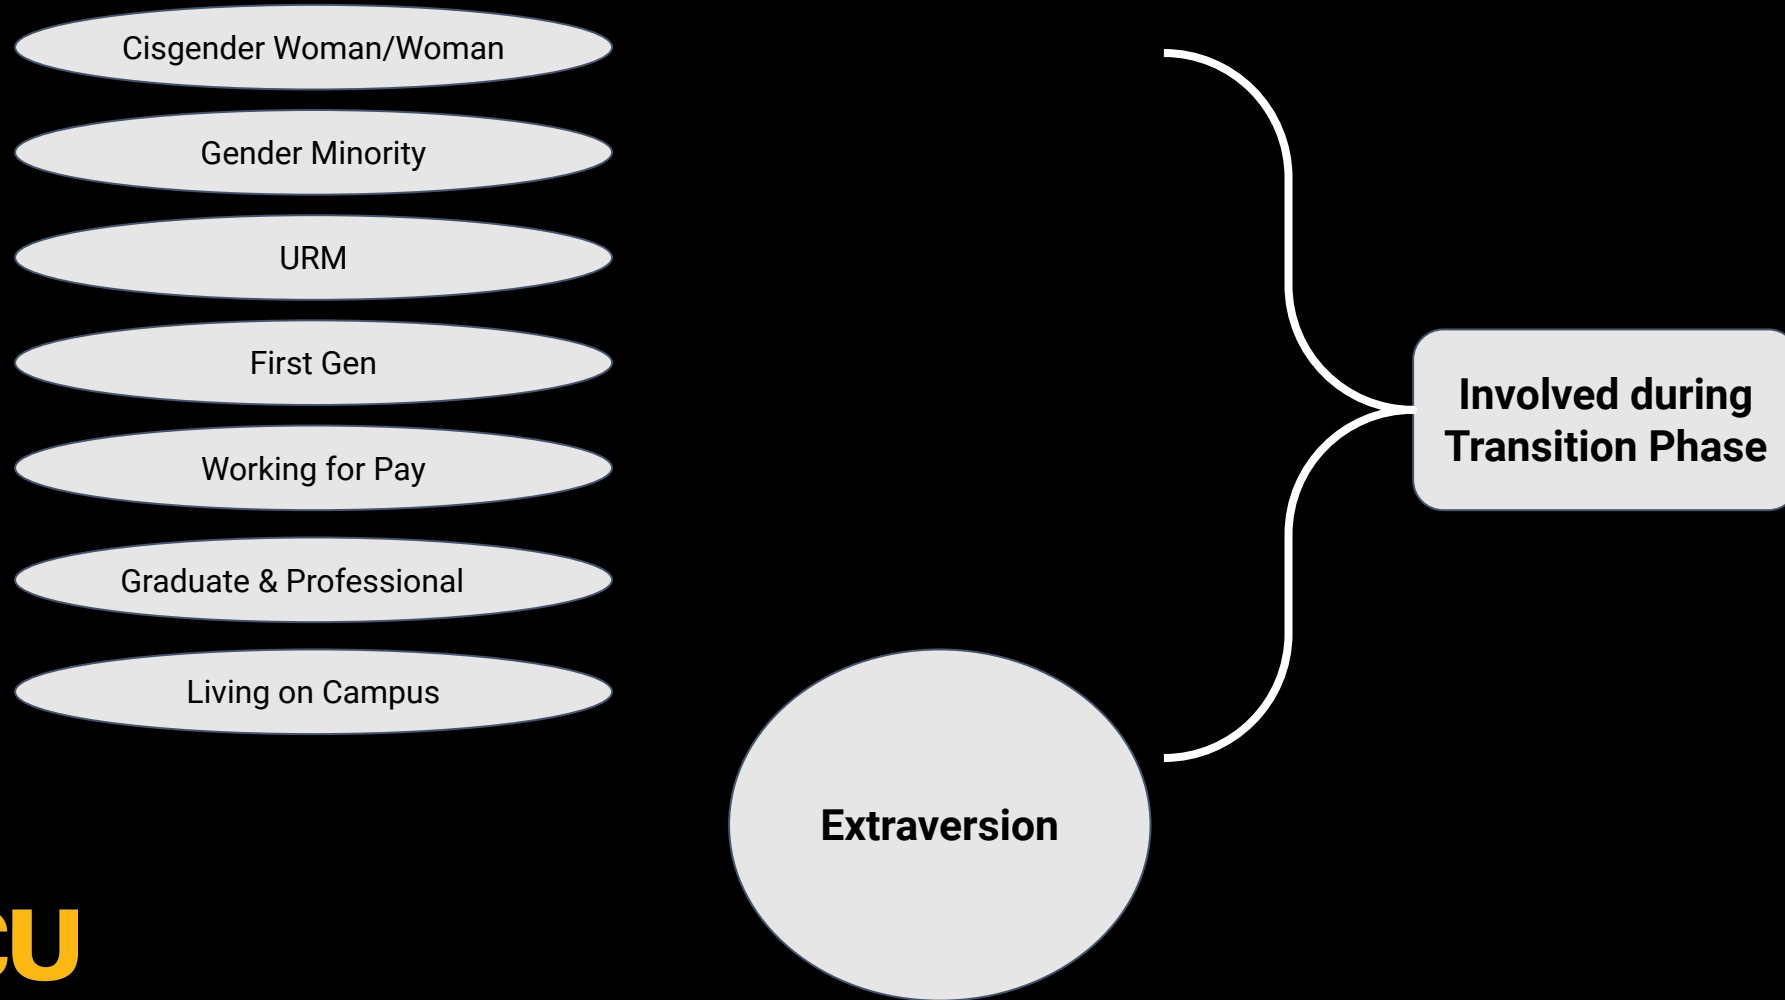 Cisgender Woman/Woman
Gender Minority
URM
First Gen
Working for Pay
Graduate & Professional
Living on Campus
Involved during
Transition Phase
Extraversion
CU